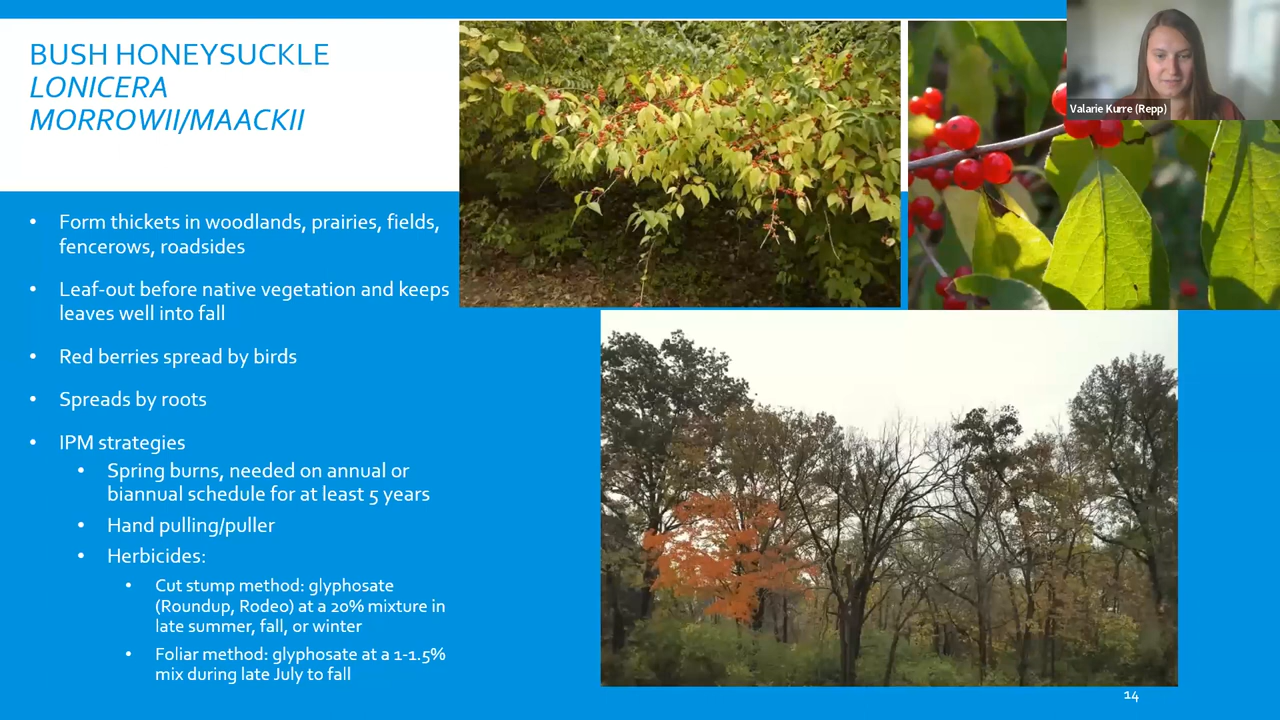 BUSH HONEYSUCKLE
LONICERA
MORROWII/MAACKII
Valarie Kurre (Repp)
• Form thickets in woodlands, prairies, fields,
fencerows, roadsides
• Leaf-out before native vegetation and keeps
leaves well into fall
• Red berries spread by birds
• Spreads by roots
• IPM strategies
• Spring burns, needed on annual or
biannual schedule for at least 5 years
• Hand pulling/puller
• Herbicides:
• Cut stump method: glyphosate
(Roundup, Rodeo) at a 20% mixture in
late summer, fall, or winter
• Foliar method: glyphosate at a 1-1.5%
mix during late July to fall
14